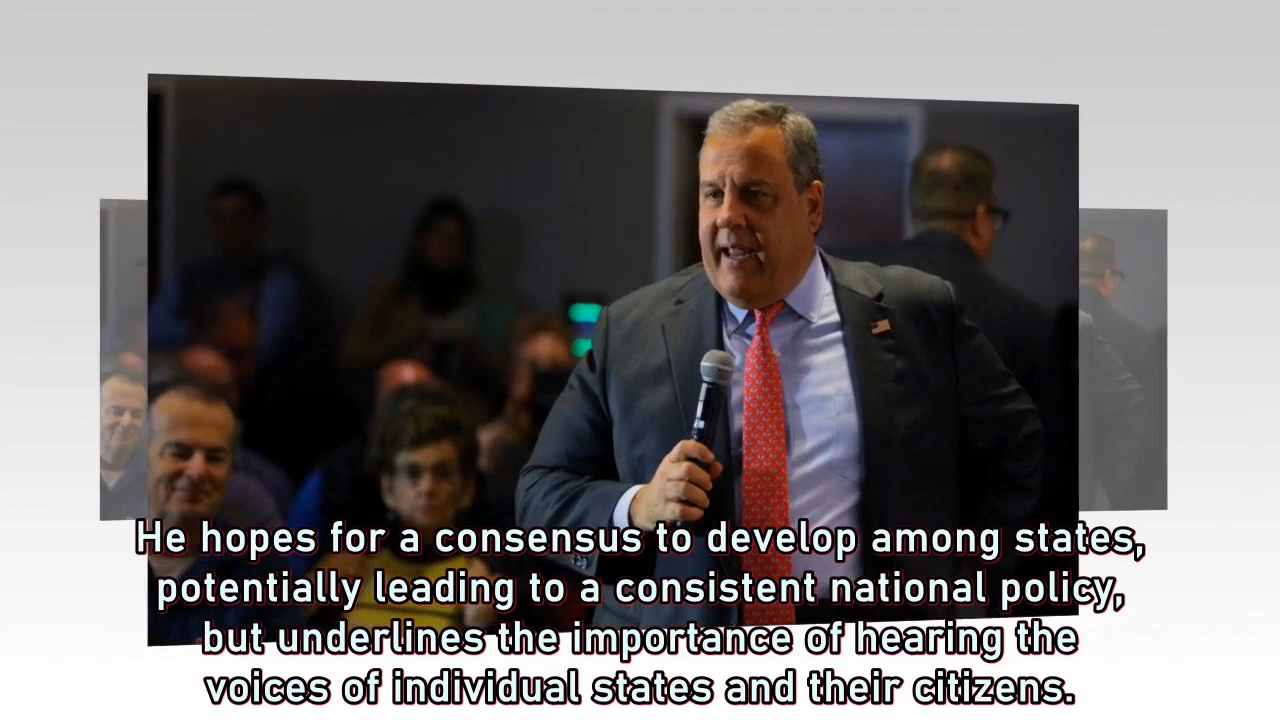 He hopes for a consensus to develop among states,
potentially leading to a consistent national policy,
but underlines the importance of hearing the
voices of individual states and their citizens.